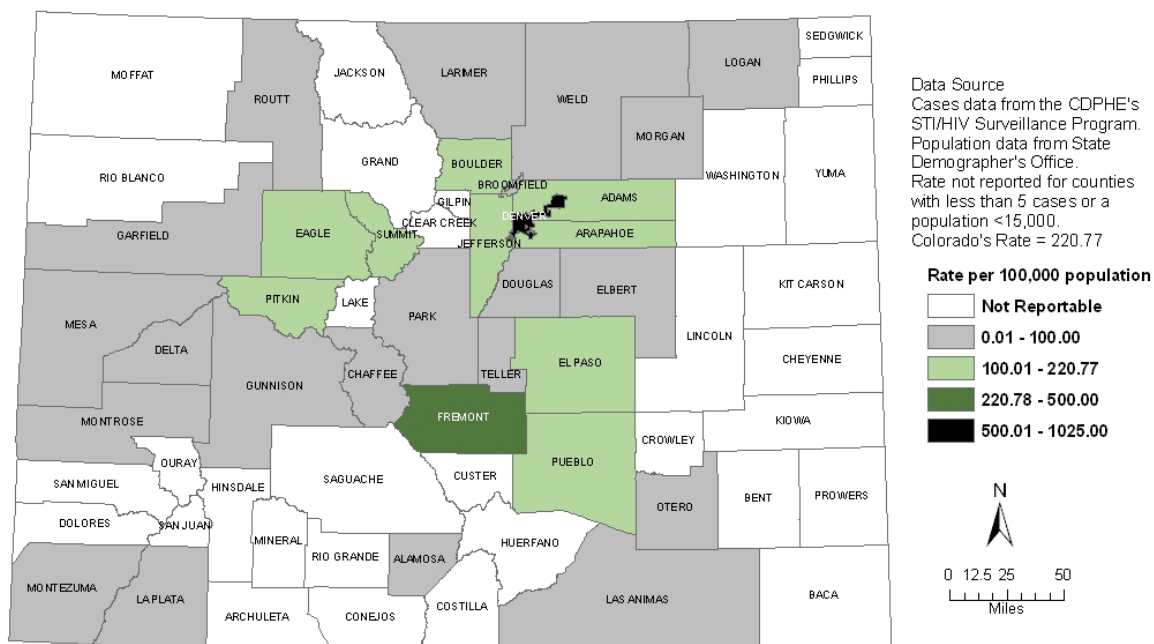 SEDGWICK
MOFFAT
JACKSON
LARIMER
LOGAN
PHILLIPS
ROUTT
WELD
MORGAN
GRAND
BOULDER
WASHINGTON
YUMA
RIO BLANCO
BROOMFIELD
GILPIN
ADAMS
DENVER
CLEAR CREEK
GARFIELD
EAGLE
SUMMIT
JEFFERSON
ARAPAHOE
DOUGLAS
ELBERT
KIT CARSON
PITKIN
LAKE
PARK
MESA
LINCOLN
DELTA
EL PASO
CHEYENNE
GUNNISON
CHAFFEE
TELLER
MONTROSE
FREMONT
KIOWA
CROWLEY
OURAY
PUEBLO
SAN MIGUEL
HINSDALE
SAGUACHE
CUSTER
BENT
PROWERS
OTERO
DOLORES
SAN JUAN
MINERAL
RIO GRANDE
HUERFANO
ALAMOSA
MONTEZUMA
LA PLATA
LAS ANIMAS
BACA
ARCHULETA
CONEJOS
COSTILLA
Data Source
Cases data from the CDPHE's
STI/HIV Surveillance Program.
Population data from State
Demographer's Office.
Rate not reported for counties
with less than 5 cases or a
population <15,000.
Colorado's Rate = 220.77
Rate per 100,000 population
Not Reportable
0.01 - 100.00
100.01 - 220.77
220.78 - 500.00
500.01 - 1025.00
N
0 12.5 25 50
Miles